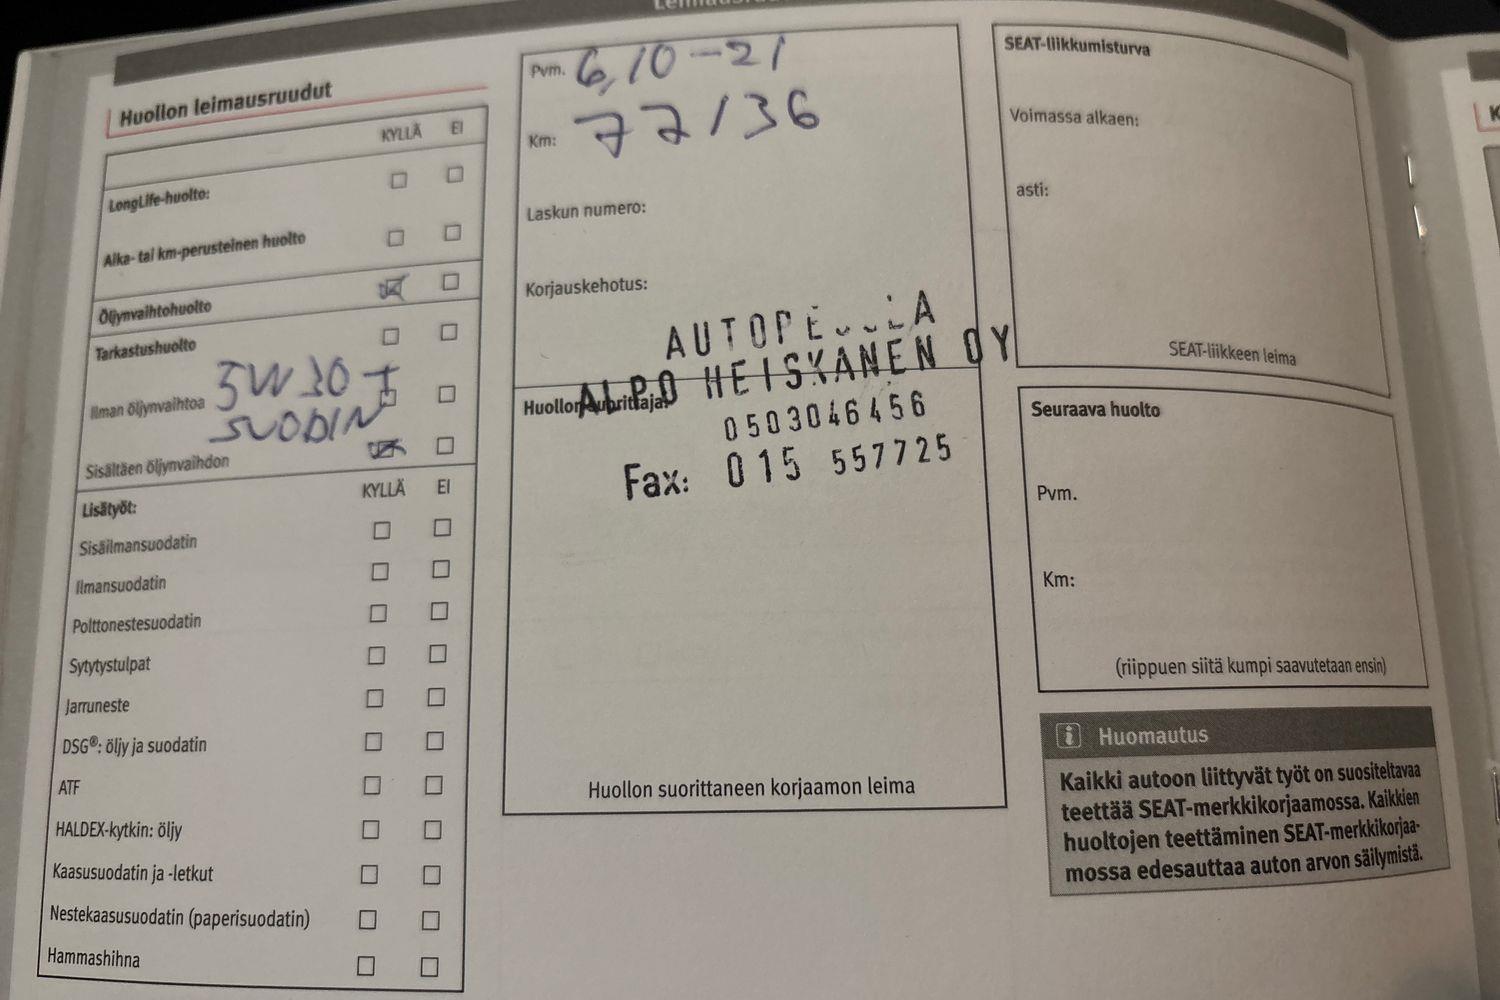 Huollon leimausruudut
KYLLÄ EI
LongLife-huolto:
Aika- tai km-perusteinen huolto
Öljynvaihtohuolto
Tarkastushuolto
5W30 +
Ilman öljynvaihtoa
SUODIN
Sisältäen öljynvaihdon
Lisätyöt: KYLLÄ EI
Sisäilmansuodatin
Ilmansuodatin
Polttonestesuodatin
Sytytystulpat
Jarruneste
DSG®: öljy ja suodatin
ATF
HALDEX-kytkin: öljy
Kaasusuodatin ja -letkut
Nestekaasusuodatin (paperisuodatin)
Hammashihna
Pvm. 6,10-21
Km: 77136
Laskun numero:
Korjauskehotus:
ALPO HEISKANEN OY
Huollon suorittaja:
0503046456
Fax: 015 557725
Huollon suorittaneen korjaamon leima
SEAT-liikkumisturva
Voimassa alkaen:
asti:
SEAT-liikkeen leima
Seuraava huolto
Pvm.
Km:
(riippuen siitä kumpi saavutetaan ensin)
Huomautus
Kaikki autoon liittyvät työt on suositeltavaa
teettää SEAT-merkkikorjaamossa. Kaikkien
huoltojen teettäminen SEAT-merkkikorjaa-
mossa edesauttaa auton arvon säilymistä.